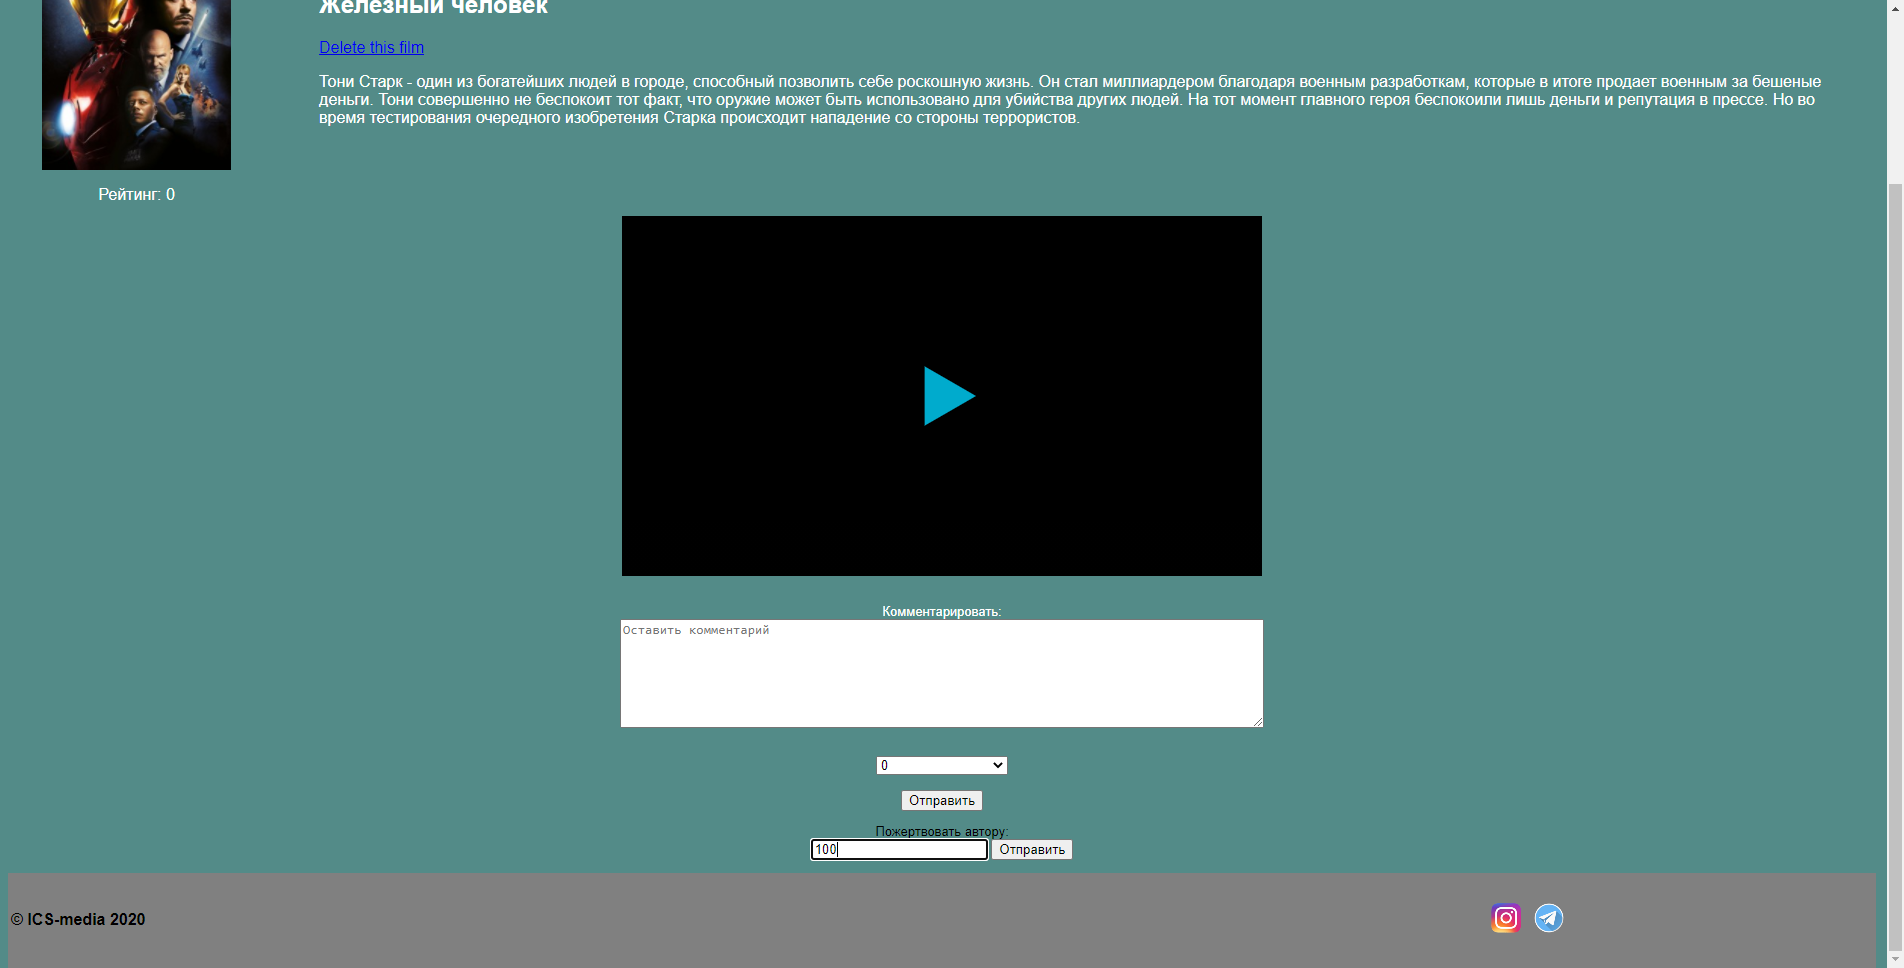 Железный человек
Delete this film
Тони Старк - один из богатейших людей в городе, способный позволить себе роскошную жизнь. Он стал миллиардером благодаря военным разработкам, которые в итоге продает военным за бешеные
деньги. Тони совершенно не беспокоит тот факт, что оружие может быть использовано для убийства других людей. На тот момент главного героя беспокоили лишь деньги и репутация в прессе. Но во
время тестирования очередного изобретения Старка происходит нападение со стороны террористов.
Рейтинг: 0
Комментировать:
Оставить комментарий
0
Отправить
Пожертвовать автору:
100 Отправить
© ICS-media 2020